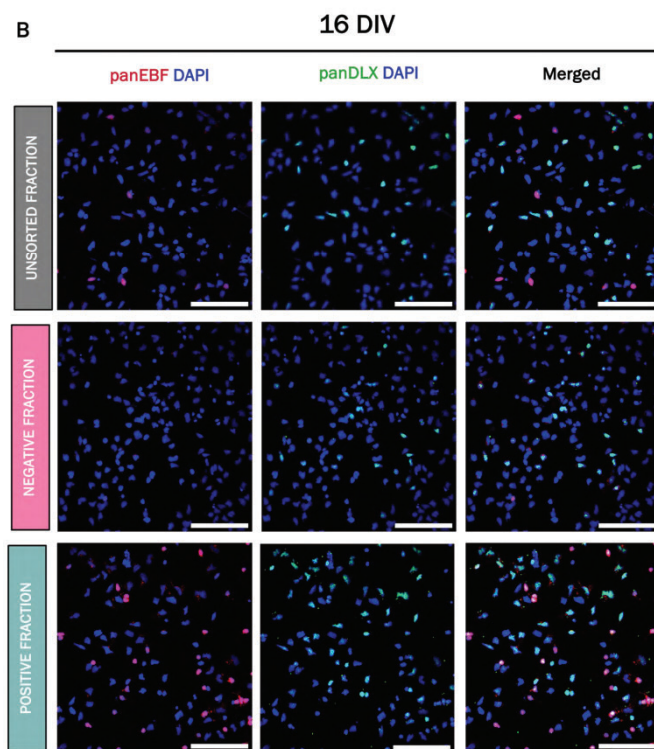 B
16 DIV
panEBF DAPI
panDLX DAPI
Merged
UNSORTED FRACTION
NEGATIVE FRACTION
POSITIVE FRACTION